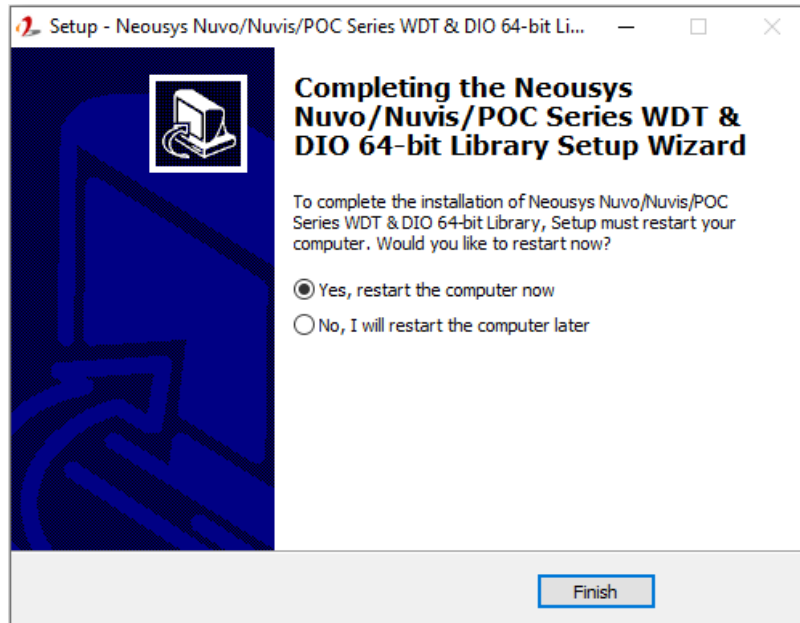 Setup - Neousys Nuvo/Nuvis/POC Series WDT & DIO 64-bit Li...
Completing the Neousys
Nuvo/Nuvis/POC Series WDT &
DIO 64-bit Library Setup Wizard
To complete the installation of Neousys Nuvo/Nuvis/POC
Series WDT & DIO 64-bit Library, Setup must restart your
computer. Would you like to restart now?
Yes, restart the computer now
No, I will restart the computer later
Finish